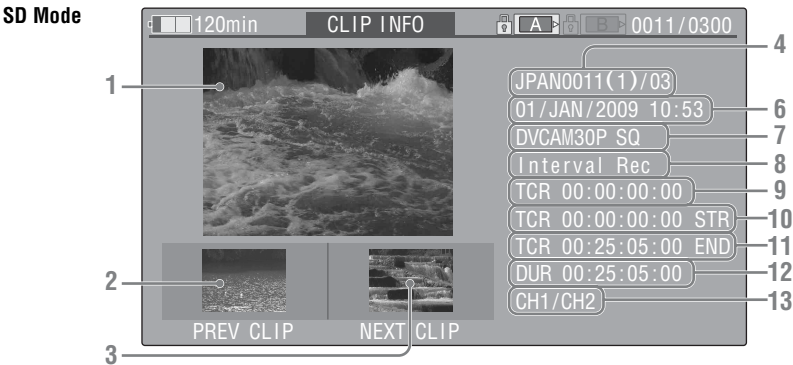 SD Mode
120min CLIP INFO A B 0011/0300
4
1
JPAN0011(1)/03
01/JAN/2009 10:53 6
DVCAM30P SQ 7
Interval Rec 8
TCR 00:00:00:00 9
TCR 00:00:00:00 STR 10
TCR 00:25:05:00 END 11
2
DUR 00:25:05:00 12
CH1/CH2 13
PREV CLIP NEXT CLIP
3